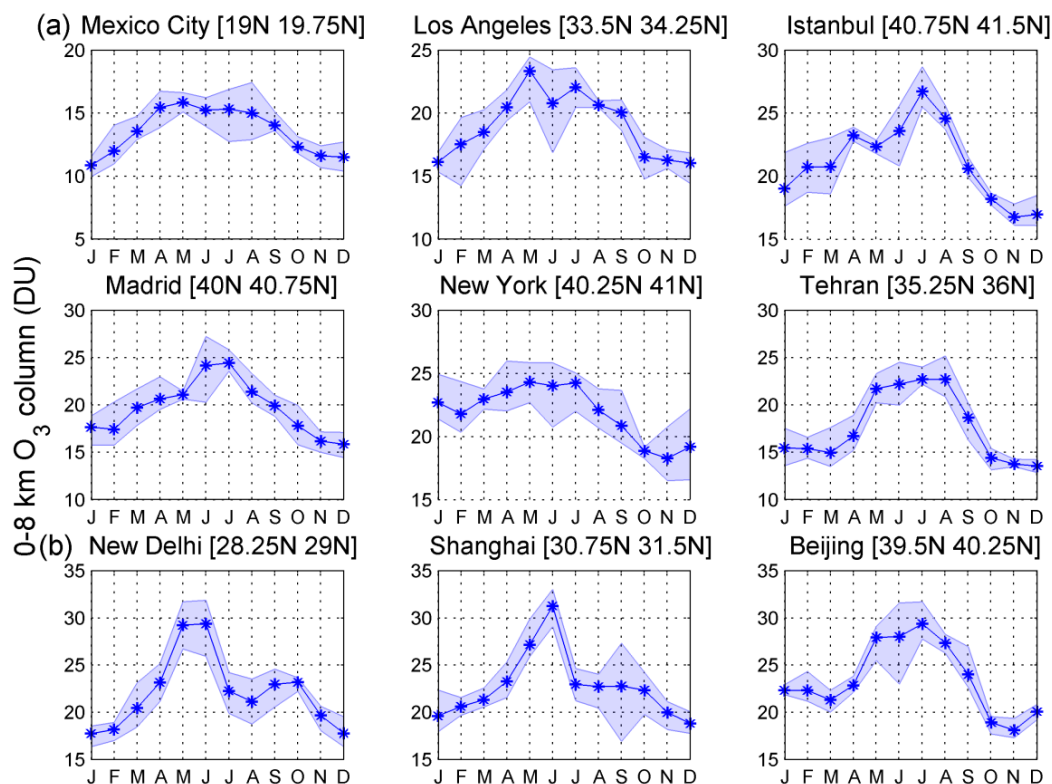 (a) Mexico City [19N 19.75N] Los Angeles [33.5N 34.25N] Istanbul [40.75N 41.5N]
20 25 30
15 20 25
10 15 20
5 10 15
J F M A M J J A S O N D J F M A M J J A S O N D J F M A M J J A S O N D
0-8 km O3 column (DU)
Madrid [40N 40.75N] New York [40.25N 41N] Tehran [35.25N 36N]
30 30 30
25 25 25
20 20 20
15 15
10 15 10
J F M A M J J A S O N D J F M A M J J A S O N D J F M A M J J A S O N D
(b) New Delhi [28.25N 29N] Shanghai [30.75N 31.5N] Beijing [39.5N 40.25N]
35 35 35
30 30 30
25 25 25
20 20 20
15 15 15
J F M A M J J A S O N D J F M A M J J A S O N D J F M A M J J A S O N D